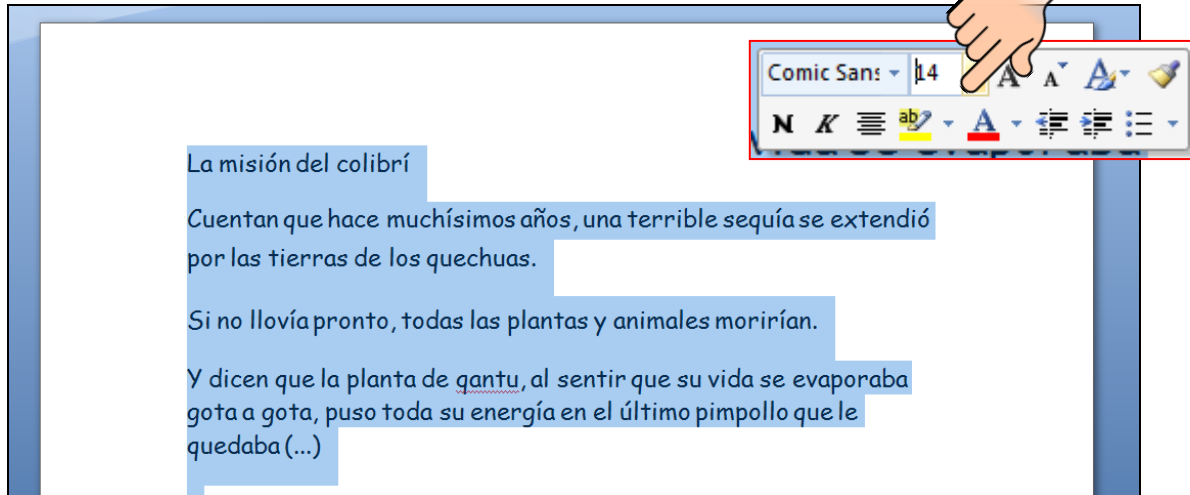 Comic Sans 14
A A A
N K ab A
La misión del colibrí
Cuentan que hace muchísimos años, una terrible sequía se extendió
por las tierras de los quechuas.
Si no llovía pronto, todas las plantas y animales morirían.
Y dicen que la planta de qantu, al sentir que su vida se evaporaba
gota a gota, puso toda su energía en el último pimpollo que le
quedaba (...)